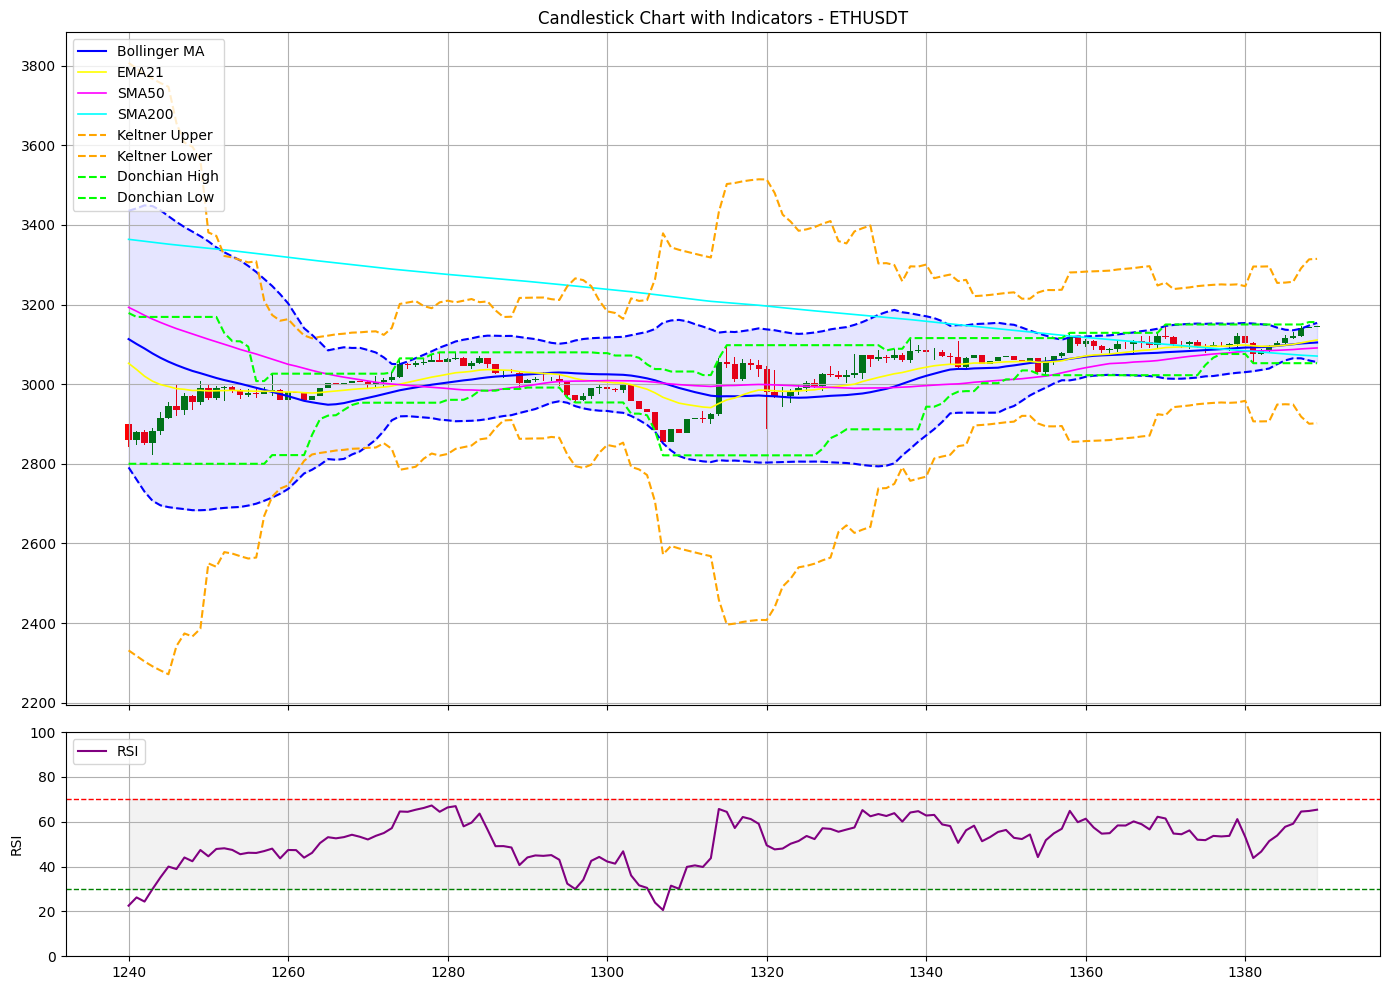 Candlestick Chart with Indicators - ETHUSDT
Bollinger MA
EMA21
SMA50
SMA200
Keltner Upper
Keltner Lower
Donchian High
Donchian Low
3800
3600
3400
3200
3000
2800
2600
2400
2200
RSI
RSI
100
80
60
40
20
0
1240 1260 1280 1300 1320 1340 1360 1380